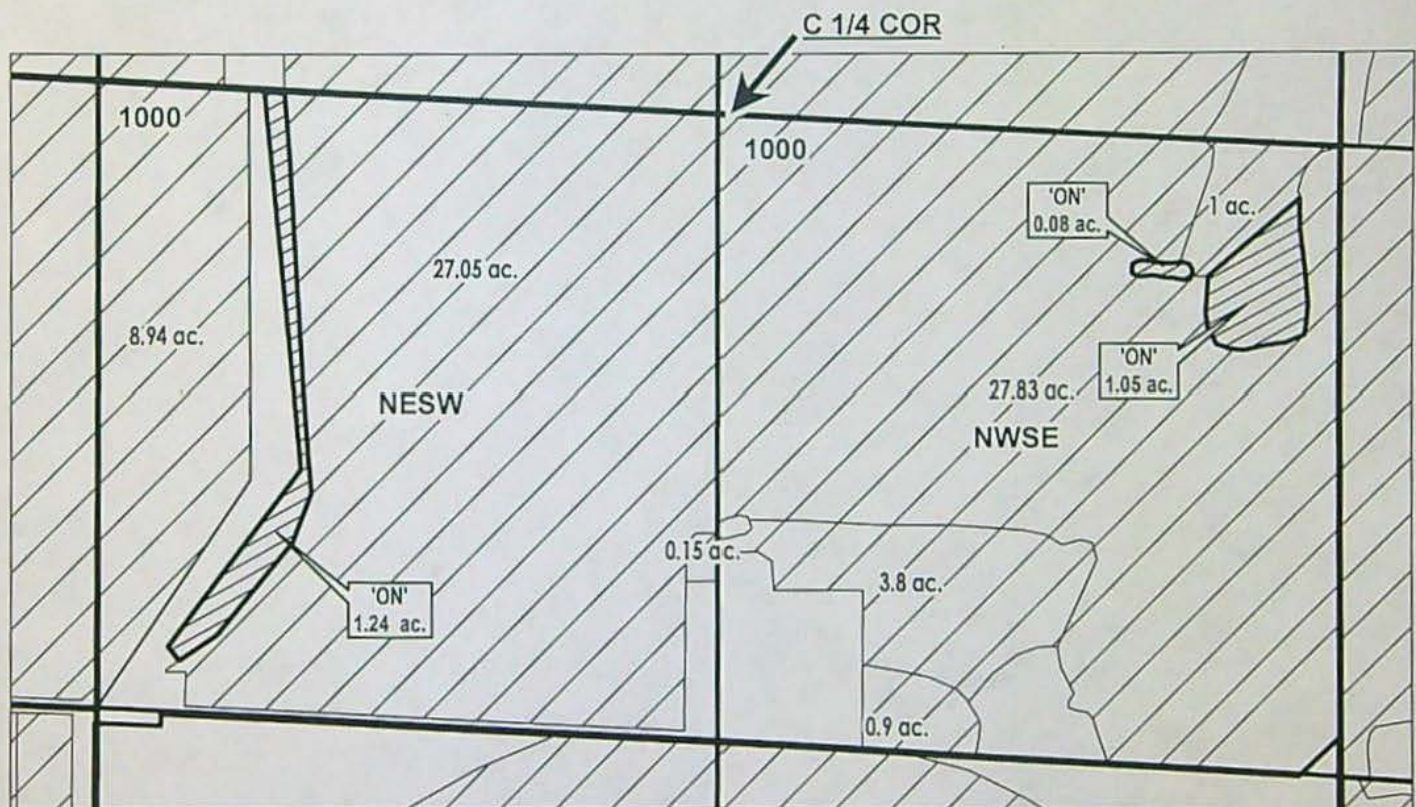 C 1/4 COR
1000
1000
'ON'
0.08 ac.
1 ac.
27.05 ac.
8.94 ac.
'ON'
1.05 ac.
27.83 ac.
NESW
NWSE
0.15 ac.
3.8 ac.
'ON'
1.24 ac.
0.9 ac.